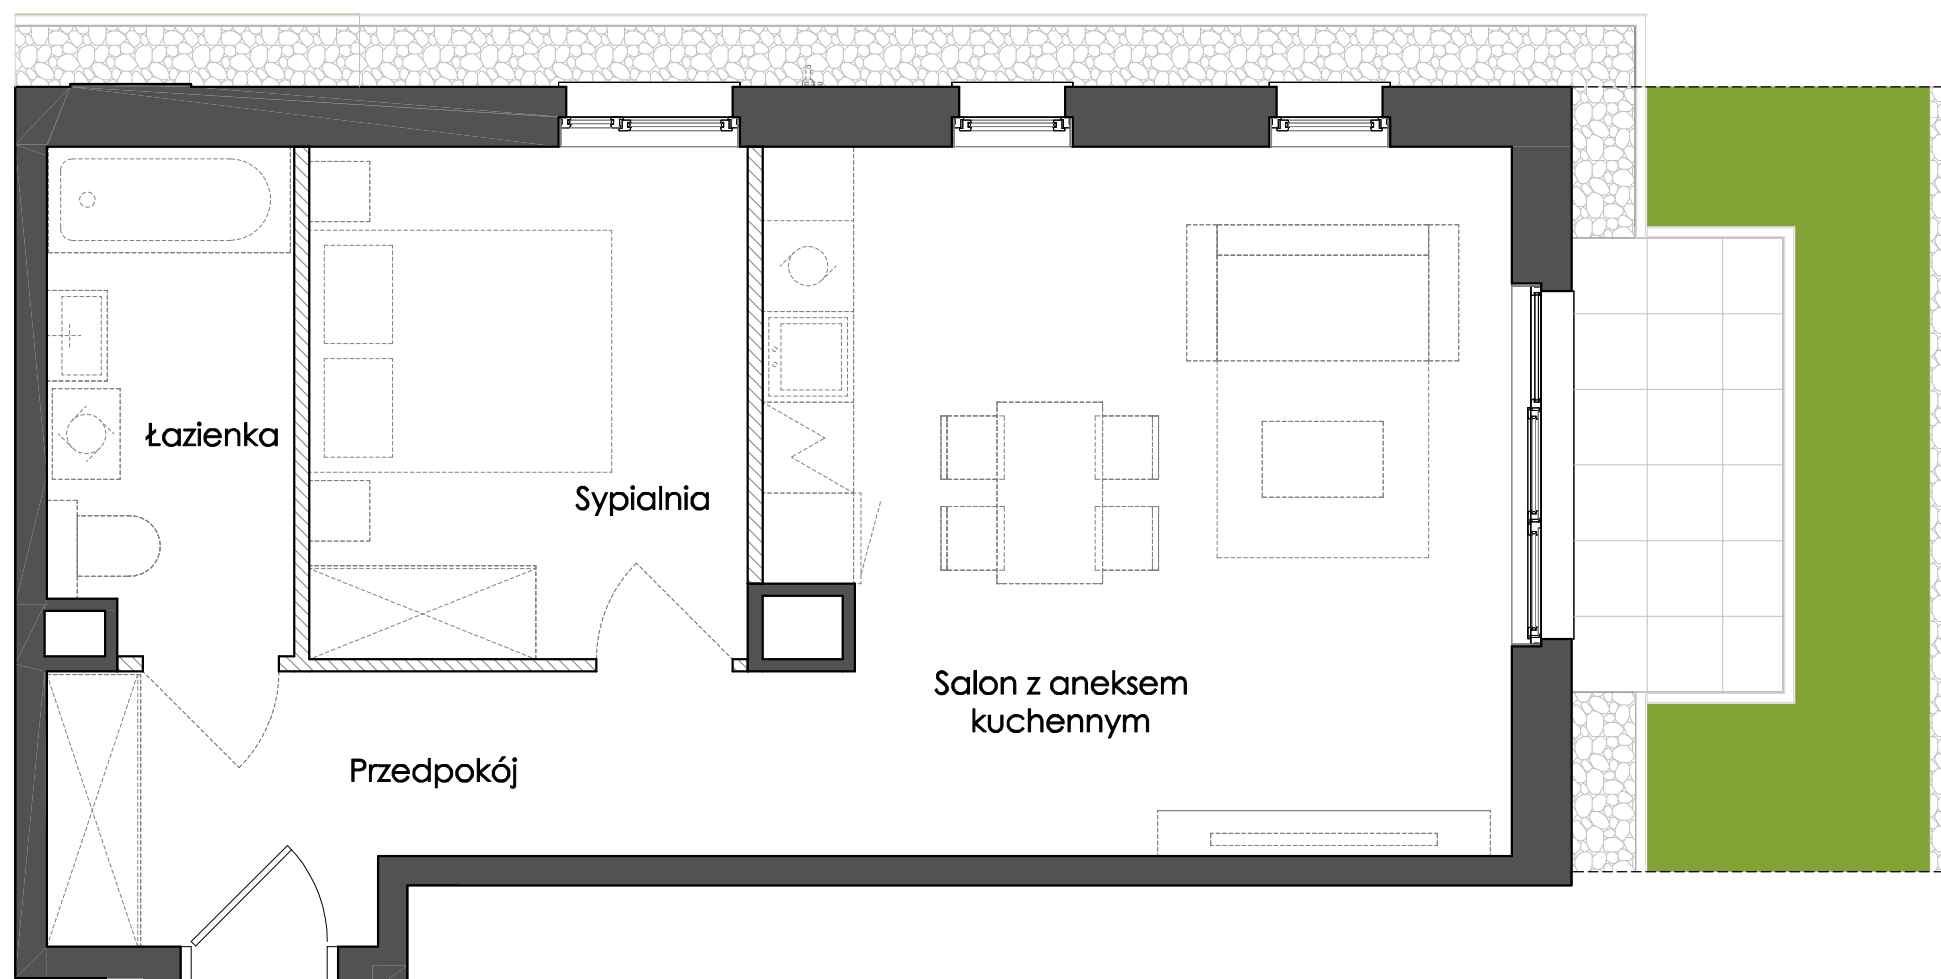 Łazienka
Sypialnia
Salon z aneksem
kuchennym
Przedpokój